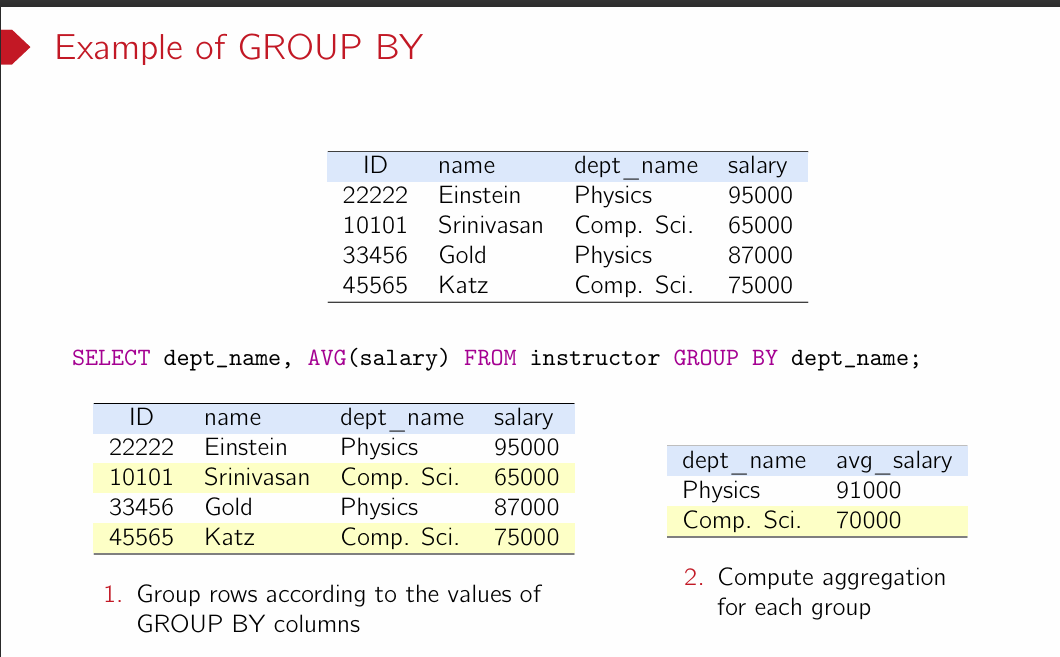 Example of GROUP BY
ID name dept_name salary
22222 Einstein Physics 95000
10101 Srinivasan Comp. Sci. 65000
33456 Gold Physics 87000
45565 Katz Comp. Sci. 75000
SELECT dept_name, AVG(salary) FROM instructor GROUP BY dept_name;
ID name dept_name salary
22222 Einstein Physics 95000
10101 Srinivasan Comp. Sci. 65000
33456 Gold Physics 87000
45565 Katz Comp. Sci. 75000
1. Group rows according to the values of
GROUP BY columns
dept_name avg_salary
Physics 91000
Comp. Sci. 70000
2. Compute aggregation
for each group